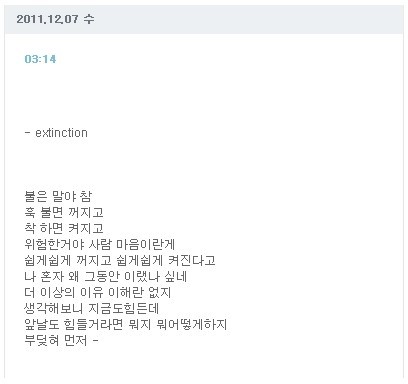 2011.12.07 수
03:14
- extinction
불은 말야 참
훅 불면 꺼지고
착 하면 켜지고
위험한거야 사람 마음이란게
쉽게쉽게 꺼지고 쉽게쉽게 켜진다고
나 혼자 왜 그동안 이랬나 싶네
더 이상의 이유 이해란 없지
생각해보니 지금도힘든데
앞날도 힘들거라면 뭐지 뭐어떻게하지
부딪혀 먼저 -